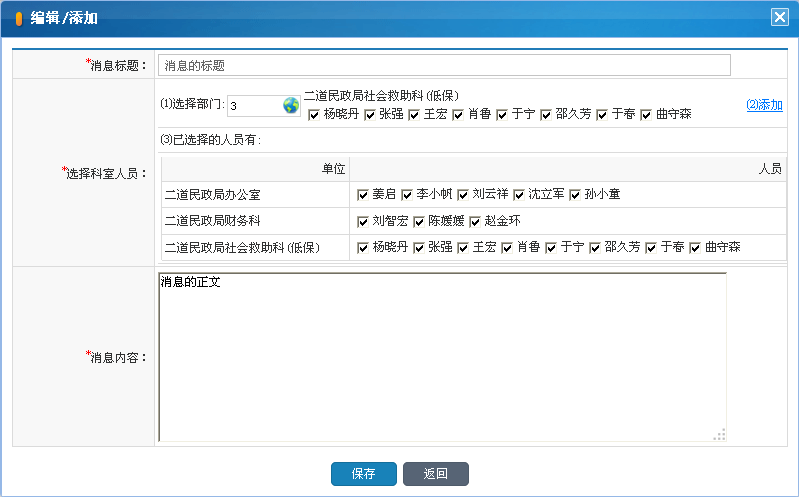 编辑/添加
*消息标题：
消息的标题
*选择科室人员：
(1)选择部门: 3
二道民政局社会救助科(低保)
杨晓丹 张强 王宏 肖鲁 于宁 邵久芳 于春 曲守森
(2)添加
(3)已选择的人员有:
单位 人员
二道民政局办公室 姜启 李小帆 刘云祥 沈立军 孙小童
二道民政局财务科 刘智宏 陈媛媛 赵金环
二道民政局社会救助科(低保) 杨晓丹 张强 王宏 肖鲁 于宁 邵久芳 于春 曲守森
*消息内容：
消息的正文
保存 返回